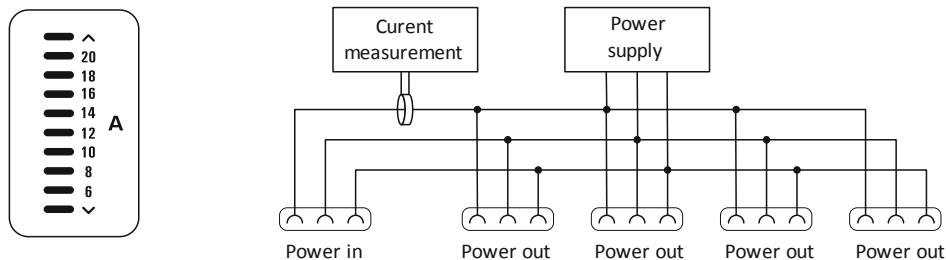 20
18
16
14
12
10
8
6
A
Curent
measurement
Power
supply
Power in
Power out
Power out
Power out
Power out